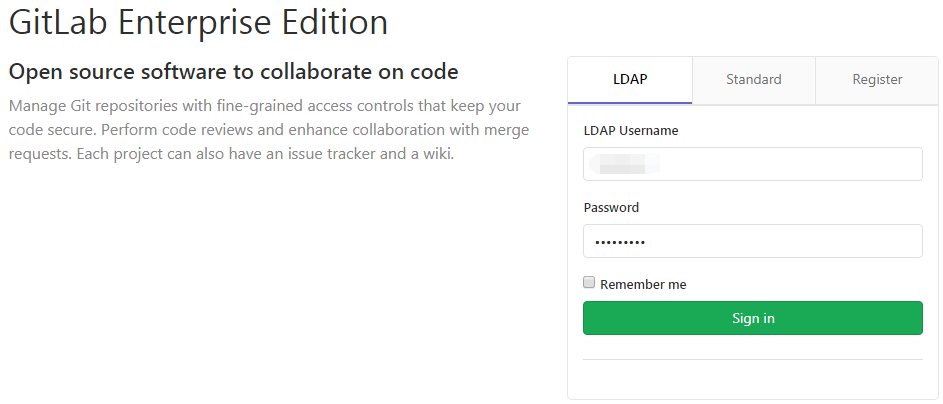 GitLab Enterprise Edition
Open source software to collaborate on code
Manage Git repositories with fine-grained access controls that keep your
code secure. Perform code reviews and enhance collaboration with merge
requests. Each project can also have an issue tracker and a wiki.
LDAP Standard Register
LDAP Username
Password
•••••••••
Remember me
Sign in